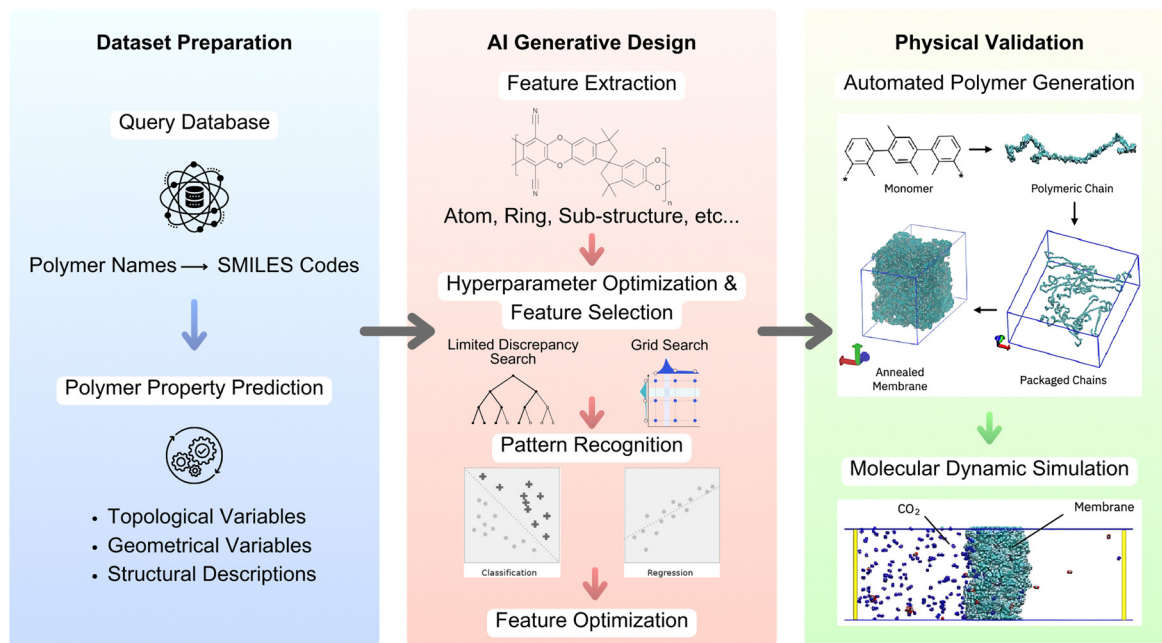 Dataset Preparation
Query Database
Polymer Names → SMILES Codes
Polymer Property Prediction
• Topological Variables
• Geometrical Variables
• Structural Descriptions
AI Generative Design
Feature Extraction
N
O
O
O
O
N
n
Atom, Ring, Sub-structure, etc...
Hyperparameter Optimization &
Feature Selection
Limited Discrepancy
Search
Grid Search
Pattern Recognition
Classification
Regression
Feature Optimization
Physical Validation
Automated Polymer Generation
*
*
Monomer
Polymeric Chain
Annealed
Membrane
Packaged Chains
Molecular Dynamic Simulation
CO₂
Membrane